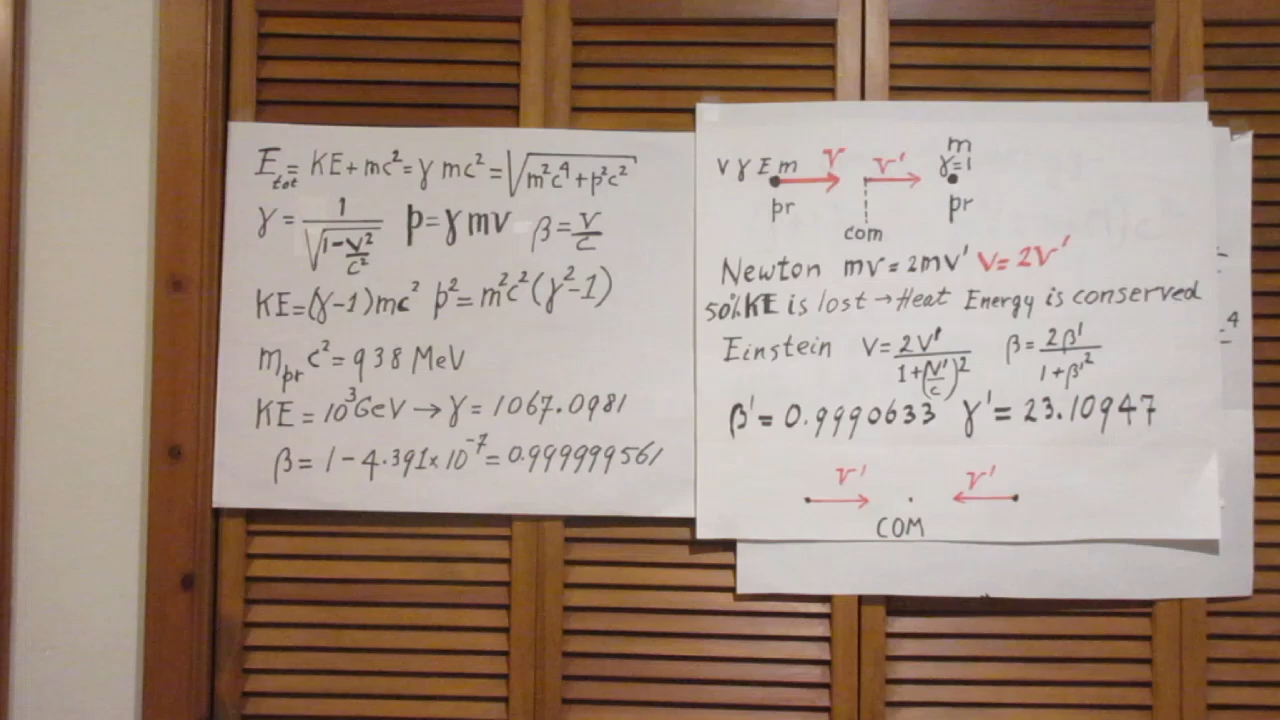 E_tot = KE + mc² = γ mc² = √(m²c⁴ + p²c²)
γ = 1/√(1 - v²/c²) p = γ mv β = v/c
KE = (γ-1)mc² p² = m²c²(γ²-1)
m_pr c² = 938 MeV
KE = 10³ GeV → γ = 1067.0981
β = 1 - 4.391 × 10⁻⁷ = 0.999999561
v γ E m v v' m
γ=1
pr pr
com
Newton mv = 2mv' v = 2v'
50% KE is lost → Heat Energy is conserved
Einstein v = 2v'/(1+(v'/c)²) β = 2β'/(1+β'²)
β' = 0.9990633 γ' = 23.10947
v' v'
COM
4